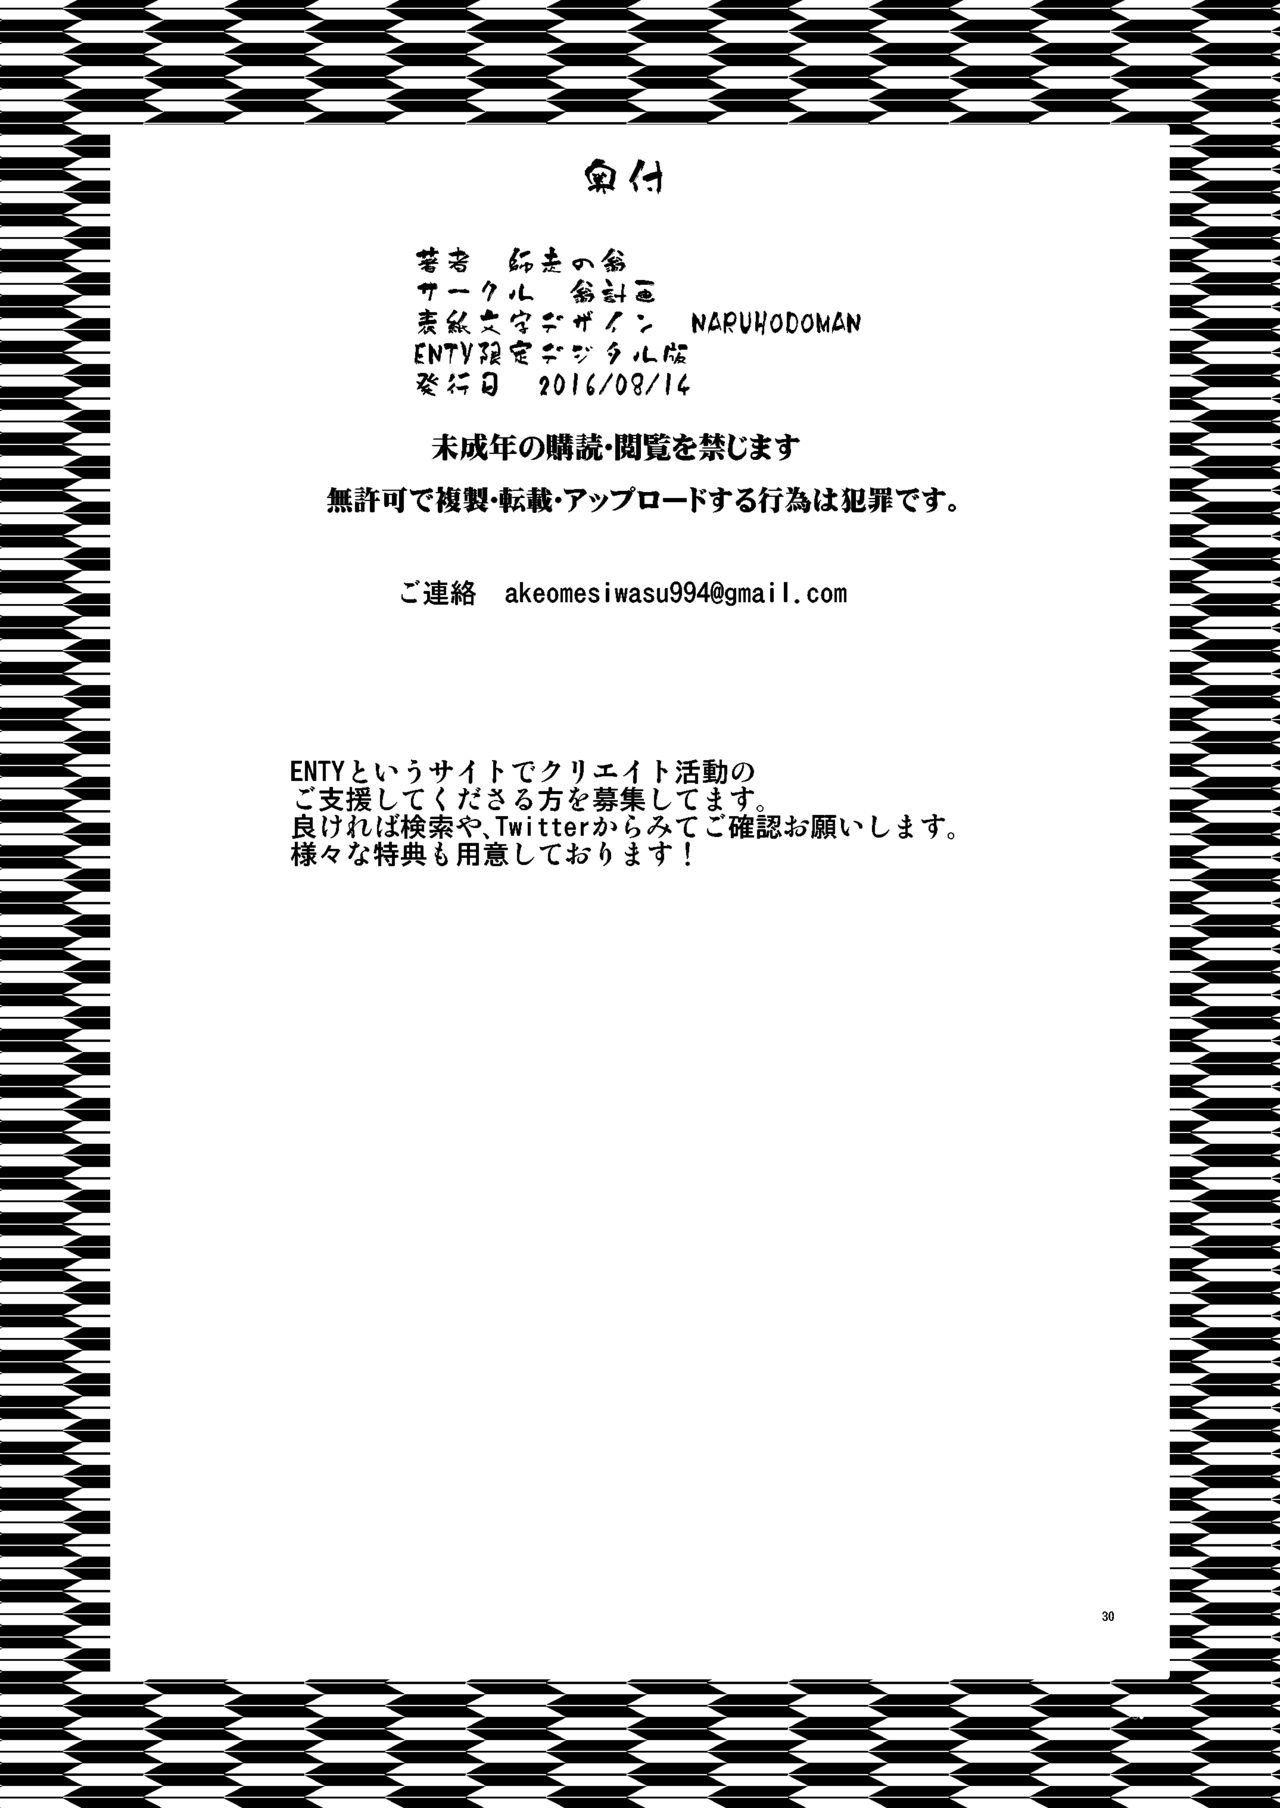 奥付
著者　師走の翁
サークル　翁計画
表紙文字デザイン　NARUHODOMAN
ENTY限定デジタル版
発行日　2016/08/14
未成年の購読・閲覧を禁じます
無許可で複製・転載・アップロードする行為は犯罪です。
ご連絡　akeomesiwasu994@gmail.com
ENTYというサイトでクリエイト活動の
ご支援してくださる方を募集してます。
良ければ検索や、Twitterからみてご確認お願いします。
様々な特典も用意しております！
30